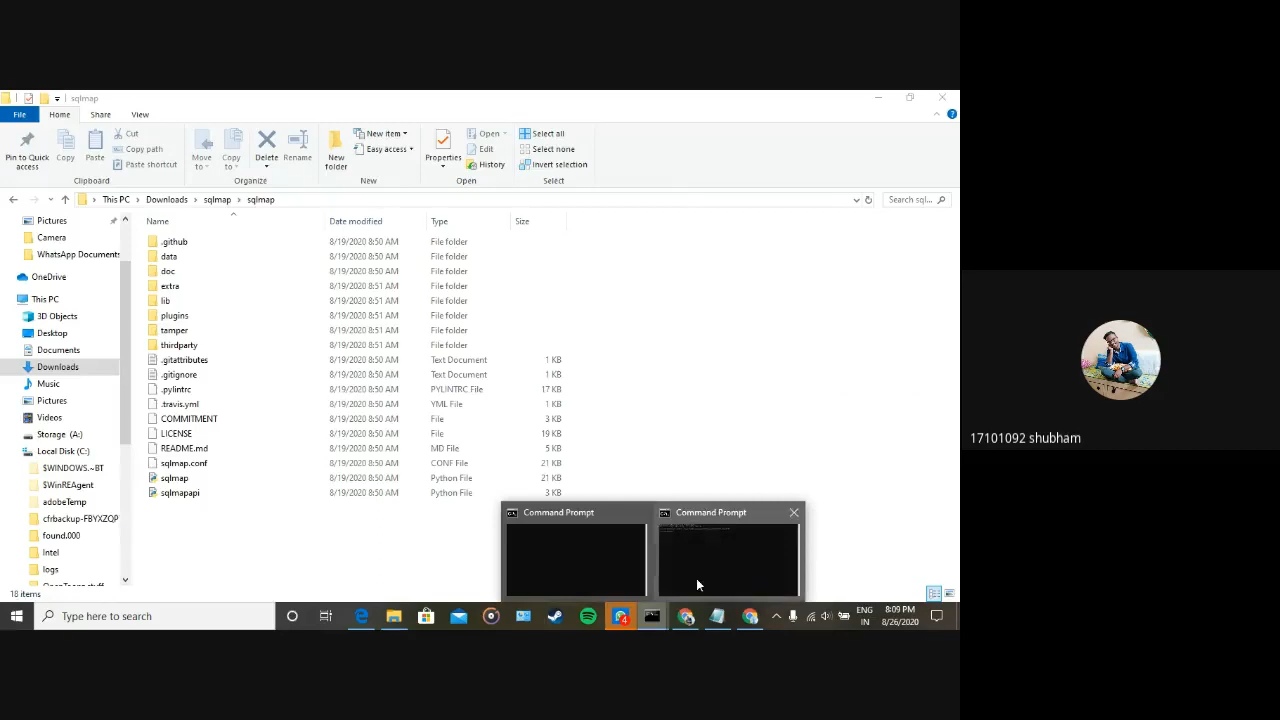 sqlmap
File Home Share View
Pin to Quick access
Copy
Paste
Cut
Copy path
Paste shortcut
Clipboard
Move to
Copy to
Delete
Rename
Organize
New folder
New item
Easy access
New
Properties
Open
Edit
History
Open
Select all
Select none
Invert selection
Select
This PC Downloads sqlmap sqlmap
Search sql...
Pictures
Camera
WhatsApp Documents
OneDrive
This PC
3D Objects
Desktop
Documents
Downloads
Music
Pictures
Videos
Storage (A:)
Local Disk (C:)
$WINDOWS.~BT
$WinREAgent
adobeTemp
cfrbackup-FBYXZQP
found.000
Intel
logs
Name Date modified Type Size
.github 8/19/2020 8:50 AM File folder
data 8/19/2020 8:50 AM File folder
doc 8/19/2020 8:50 AM File folder
extra 8/19/2020 8:51 AM File folder
lib 8/19/2020 8:51 AM File folder
plugins 8/19/2020 8:51 AM File folder
tamper 8/19/2020 8:51 AM File folder
thirdparty 8/19/2020 8:51 AM File folder
.gitattributes 8/19/2020 8:50 AM Text Document 1 KB
.gitignore 8/19/2020 8:50 AM Text Document 1 KB
.pylintrc 8/19/2020 8:50 AM PYLINTRC File 17 KB
.travis.yml 8/19/2020 8:50 AM YML File 1 KB
COMMITMENT 8/19/2020 8:50 AM File 3 KB
LICENSE 8/19/2020 8:50 AM File 19 KB
README.md 8/19/2020 8:50 AM MD File 5 KB
sqlmap.conf 8/19/2020 8:50 AM CONF File 21 KB
sqlmap 8/19/2020 8:50 AM Python File 21 KB
sqlmapapi 8/19/2020 8:50 AM Python File 3 KB
Command Prompt
Command Prompt
18 items
Type here to search
4
ENG
IN
8:09 PM
8/26/2020
17101092 shubham